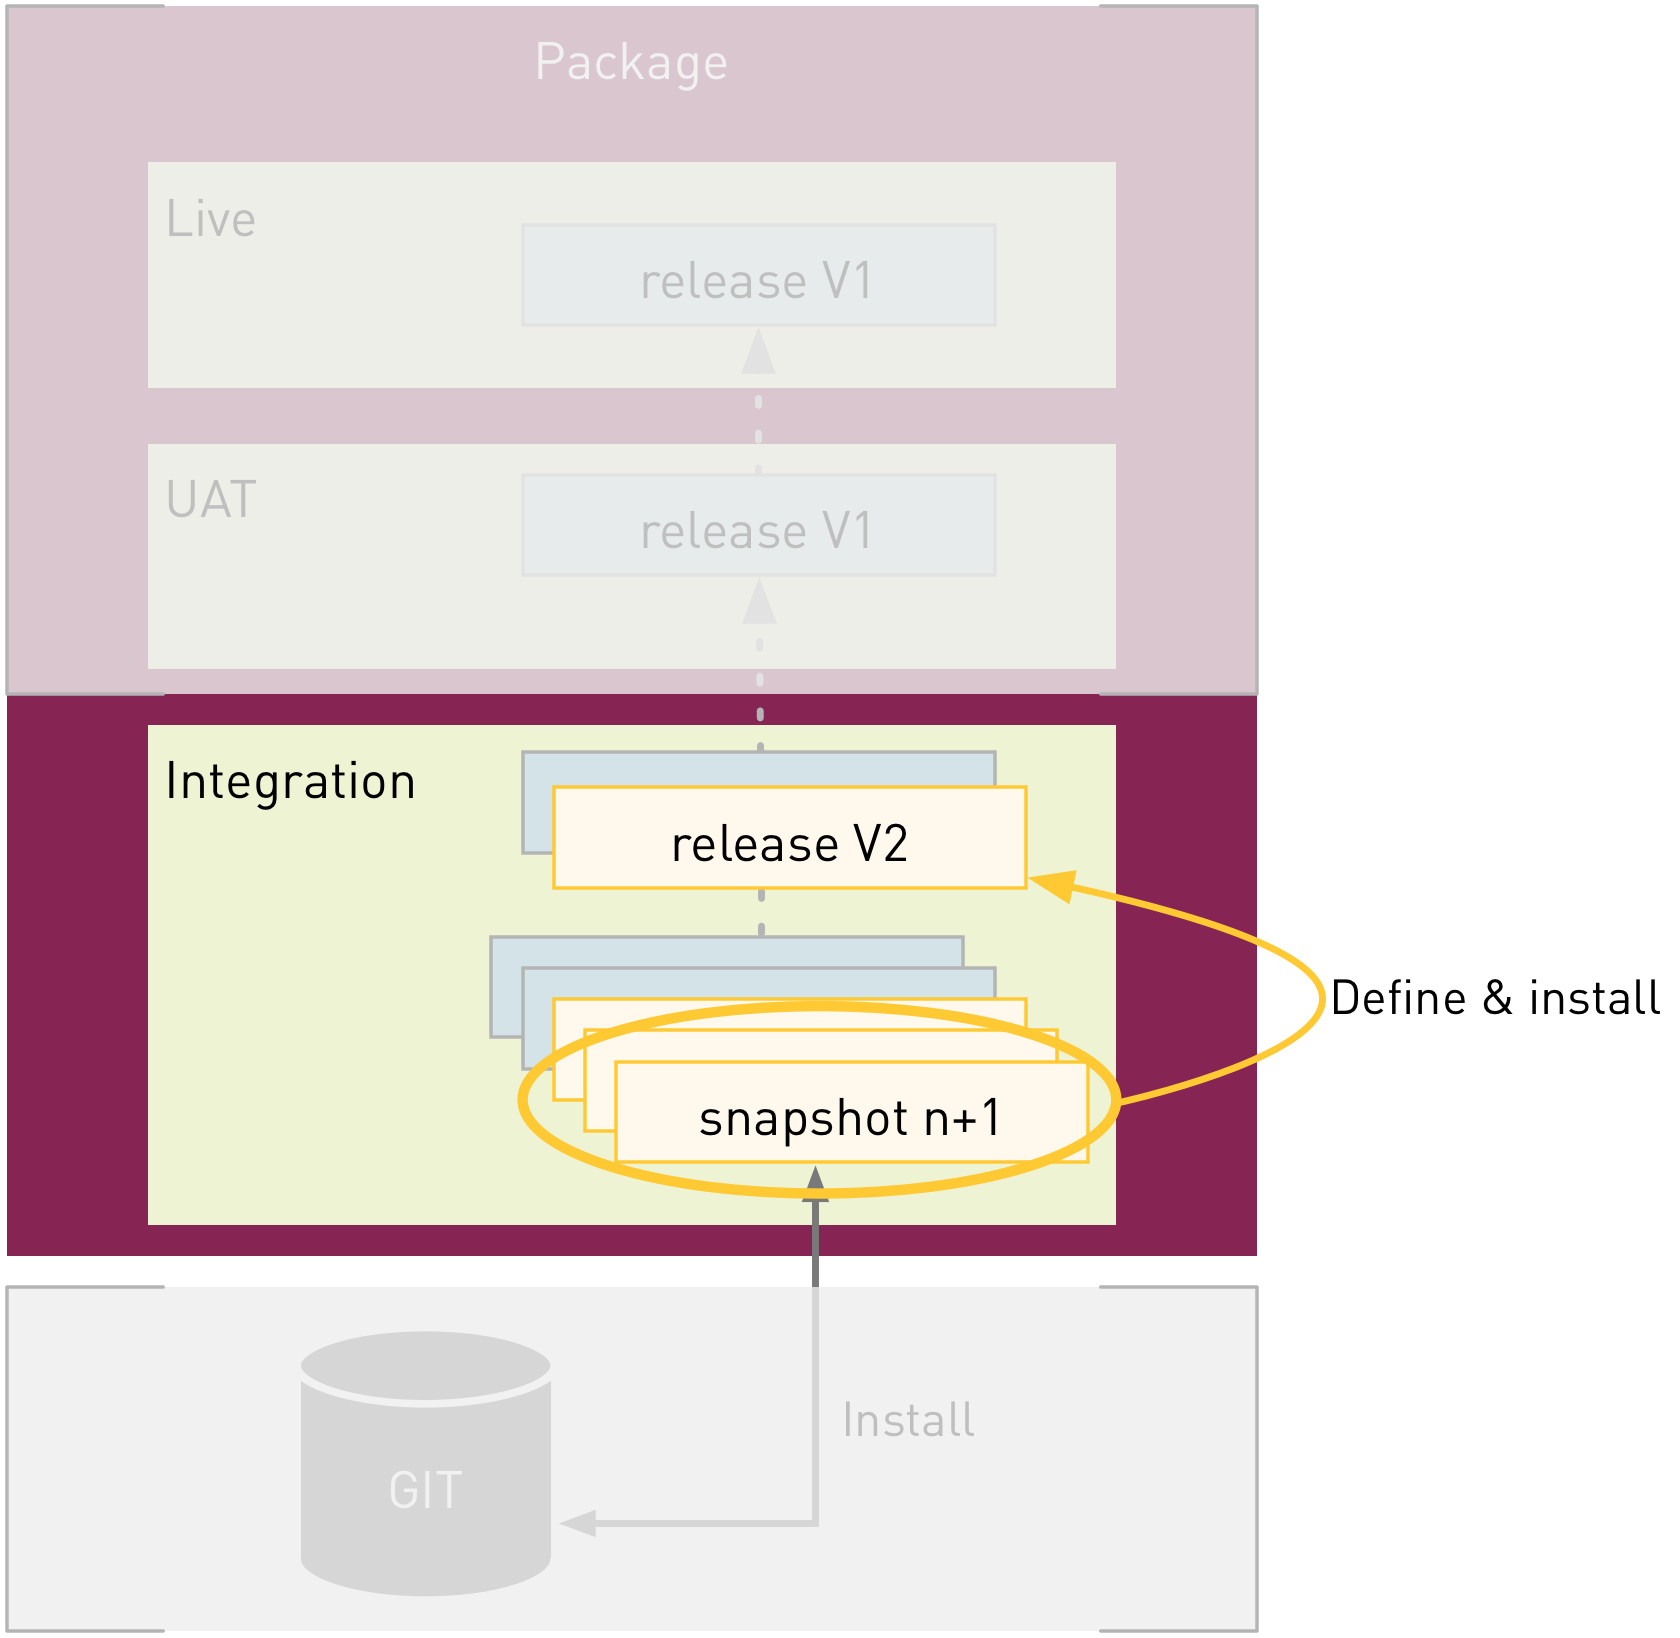 Package
Live
release V1
UAT
release V1
Integration
release V2
Define & install
snapshot n+1
Install
GIT